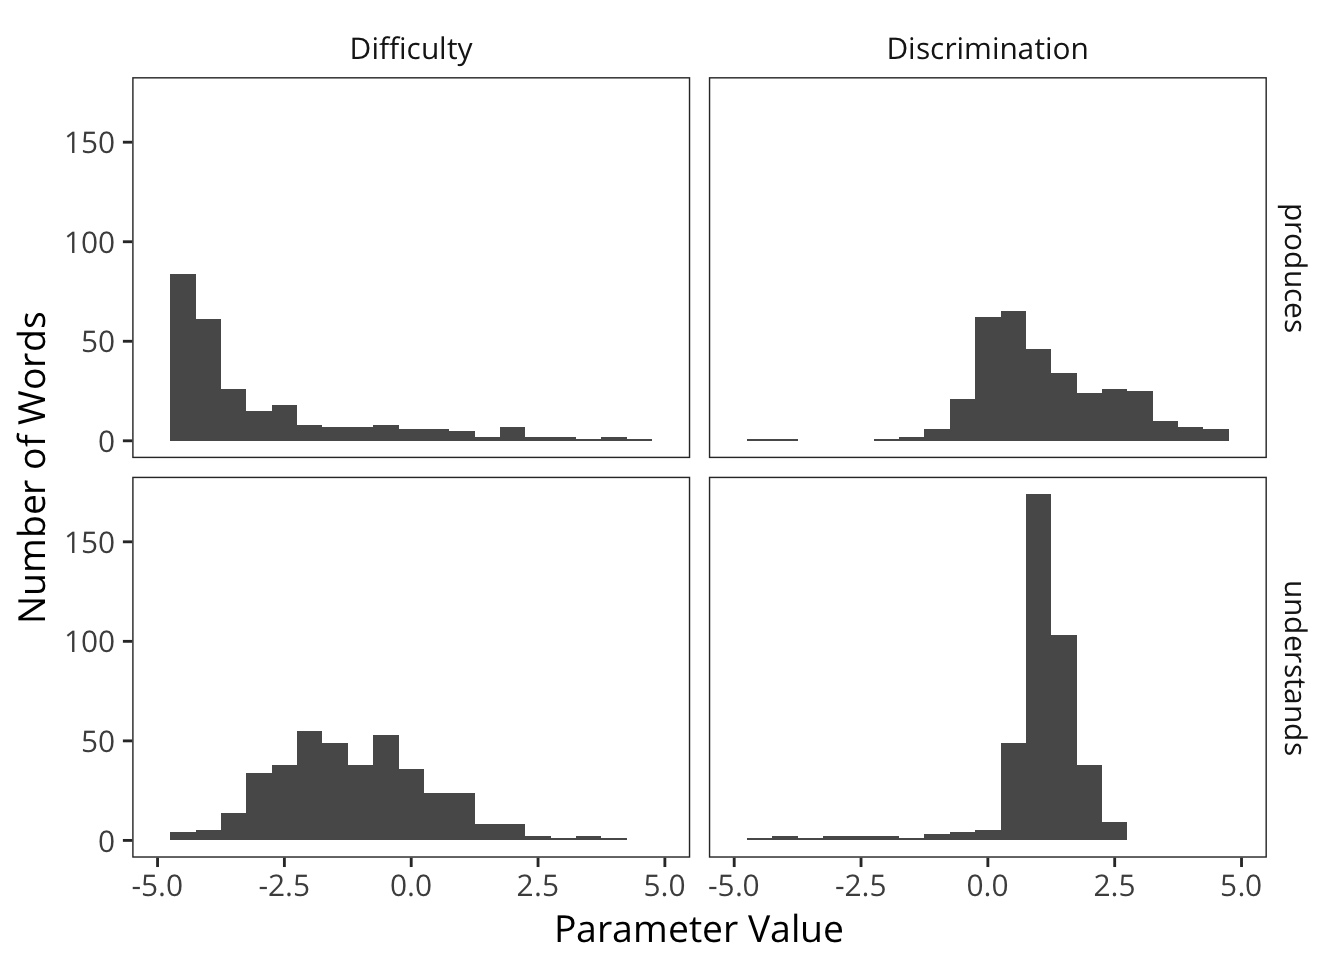 Difficulty
Discrimination
150
100
50
0
produces
Number of Words
150
100
50
0
understands
-5.0 -2.5 0.0 2.5 5.0
-5.0 -2.5 0.0 2.5 5.0
Parameter Value